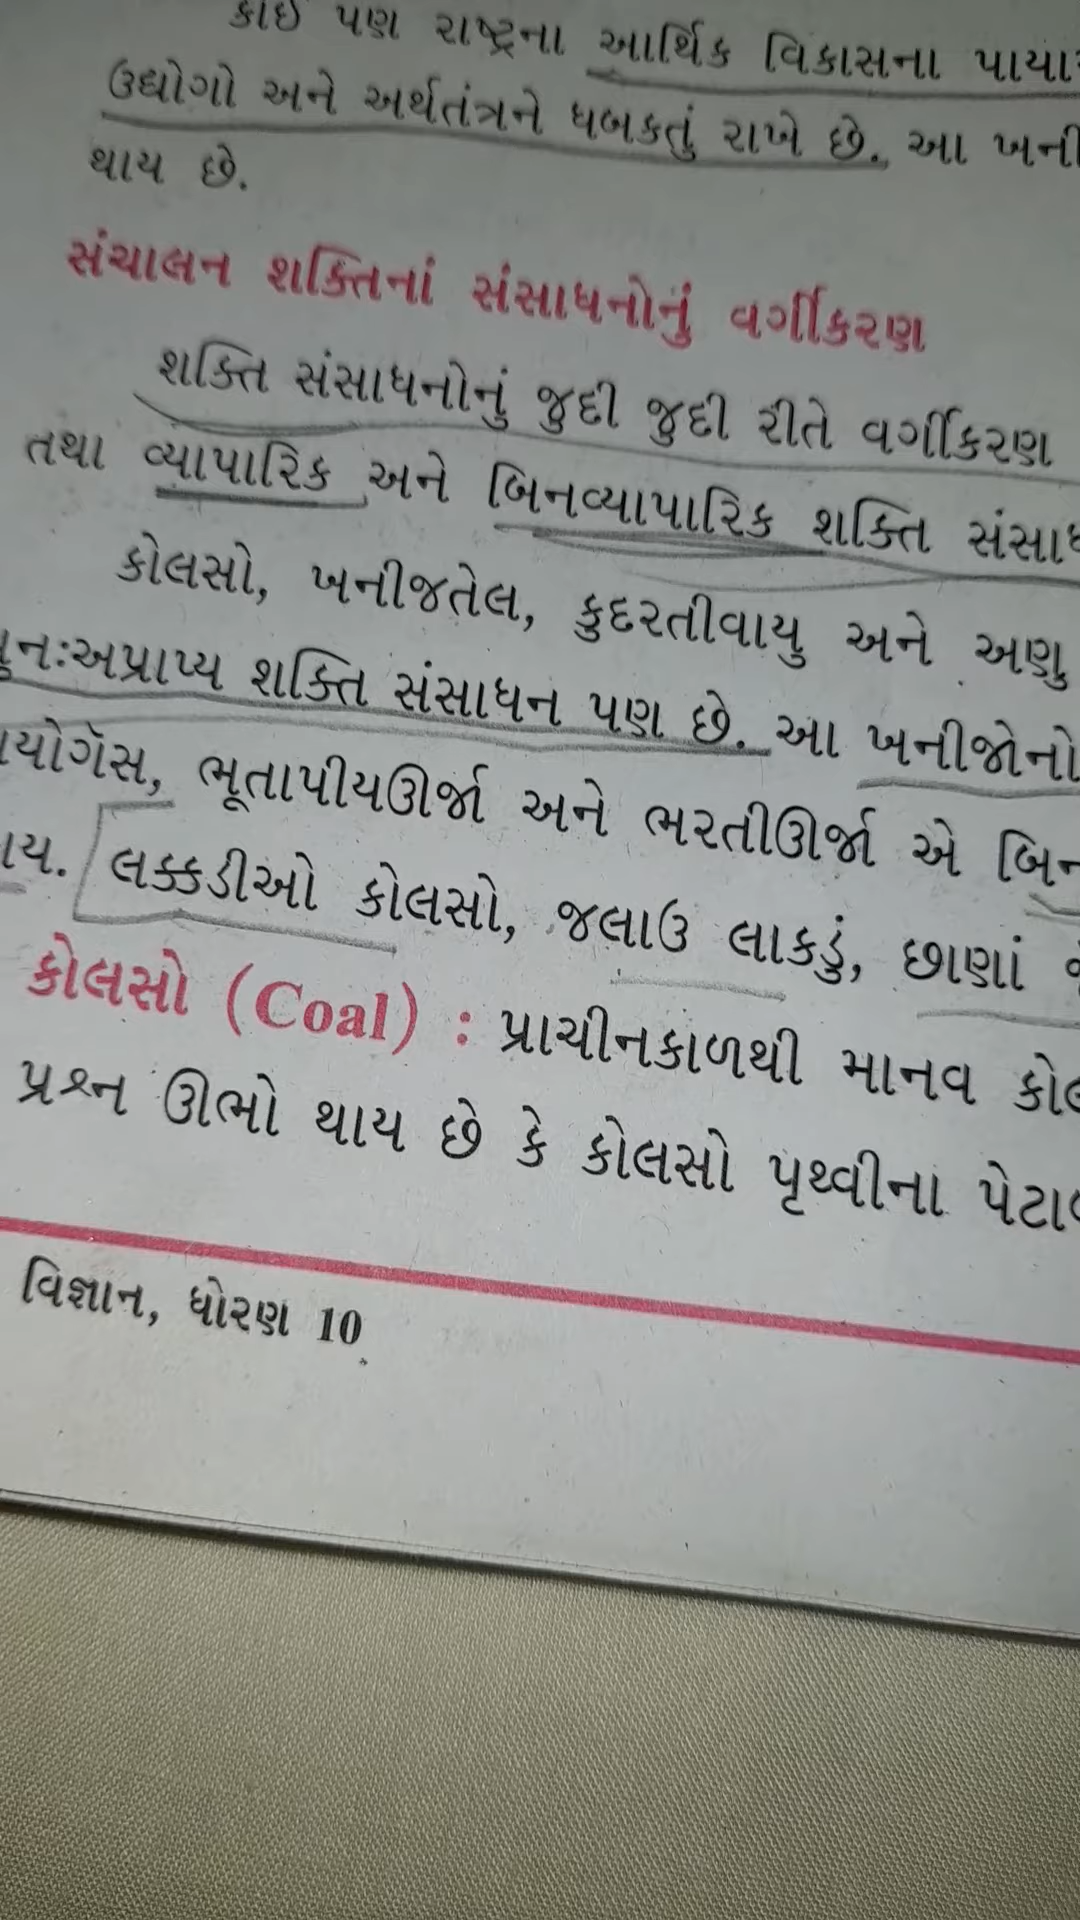 પણ રાષ્ટ્રના આર્થિક વિકાસના
ઉદ્યોગો અને અર્થતંત્રને ધબકતું રાખે છે. આ
થાય છે.
સંચાલન શક્તિનાં સંસાધનોનું વર્ગીકરણ
શક્તિ સંસાધનોનું જુદી જુદી રીતે વર્ગીકરણ
તથા વ્યાપારિક અને બિનવ્યાપારિક શક્તિ
કોલસો, ખનીજતેલ, કુદરતીવાયુ અને અણુ
પુનઃઅપ્રાપ્ય શક્તિ સંસાધન પણ છે. આ ખનીજોનો
ભૂતાપીયઊર્જા અને ભરતીઊર્જા એ
લક્કડીઓ કોલસો, જલાઉ લાકડું, છાણાં
કોલસો (Coal) : પ્રાચીનકાળથી માનવ
પ્રશ્ન ઊભો થાય છે કે કોલસો પૃથ્વીના
વિજ્ઞાન, ધોરણ 10